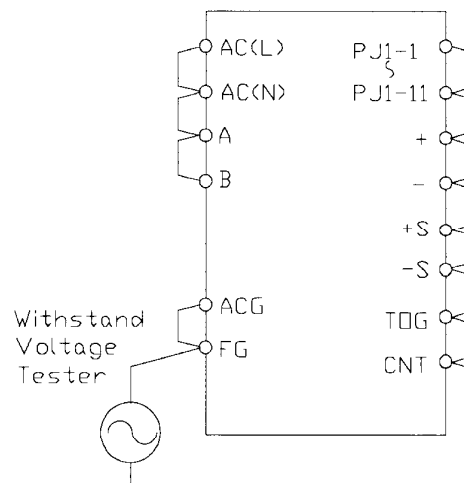 AC(L)
AC(N)
A
B
ACG
FG
PJ1-1
PJ1-11
+
-
+S
-S
TOG
CNT
Withstand
Voltage
Tester